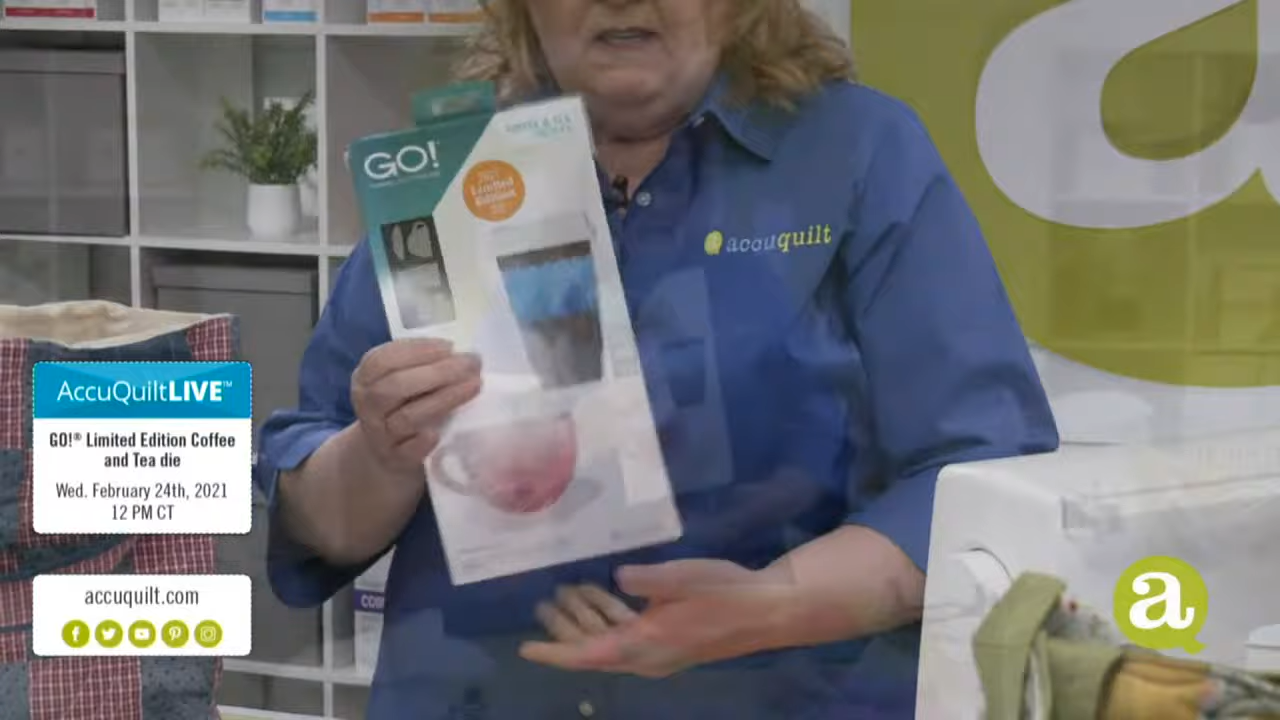 GO!
Limited
Edition
accuquilt
AccuQuiltLIVE™
GO!® Limited Edition Coffee
and Tea die
Wed. February 24th, 2021
12 PM CT
accuquilt.com
a